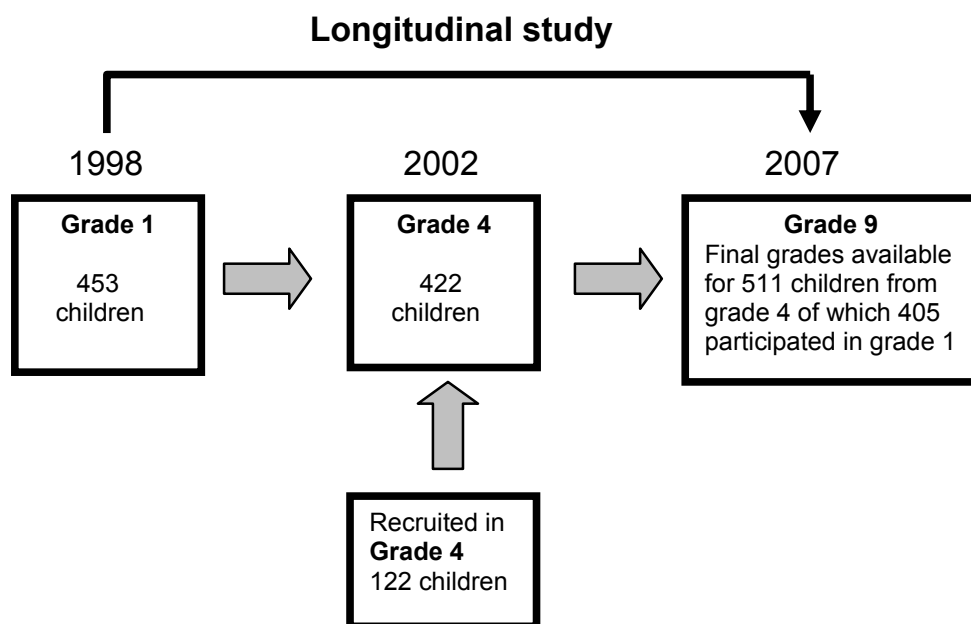 Longitudinal study
1998
2002
2007
Grade 1
453
children
Grade 4
422
children
Grade 9
Final grades available
for 511 children from
grade 4 of which 405
participated in grade 1
Recruited in
Grade 4
122 children